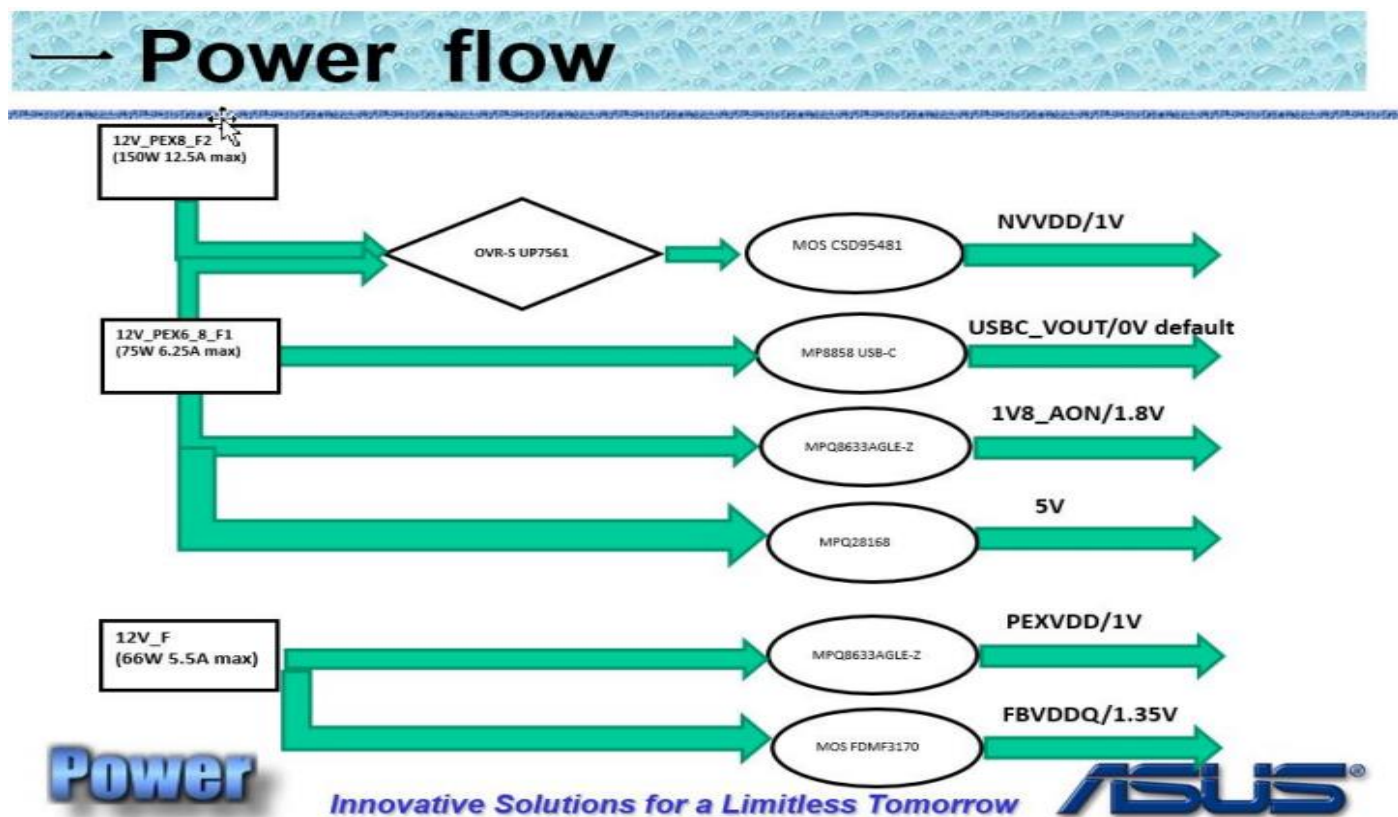 Power flow
12V_PEX8_F2
(150W 12.5A max)
OVR-S UP7561
MOS CSD95481
NVVDD/1V
12V_PEX6_8_F1
(75W 6.25A max)
MP8858 USB-C
USBC_VOUT/0V default
MPQ8633AGLE-Z
1V8_AON/1.8V
MPQ28168
5V
12V_F
(66W 5.5A max)
MPQ8633AGLE-Z
PEXVDD/1V
MOS FDMF3170
FBVDDQ/1.35V
Power
Innovative Solutions for a Limitless Tomorrow
ASUS®